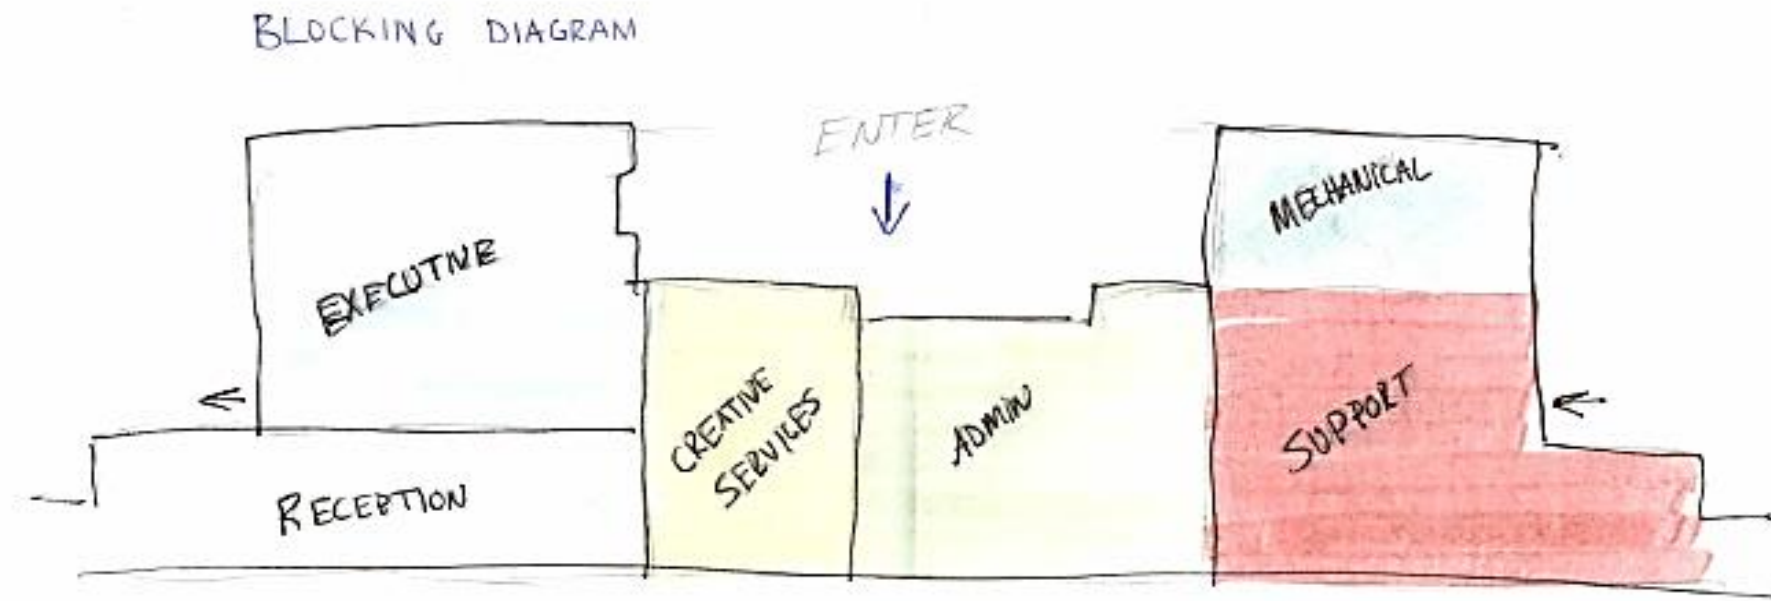 BLOCKING DIAGRAM
ENTER
MECHANICAL
EXECUTIVE
CREATIVE
SERVICES
ADMIN
SUPPORT
RECEPTION